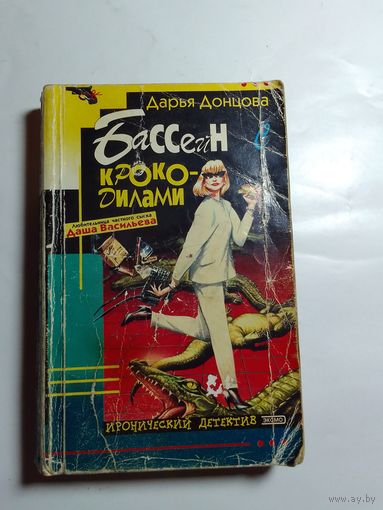 Дарья Донцова
Бассейн
с
КРОКО-
ДИЛАМИ
Любительница частного сыска
Даша Васильева
ИРОНИЧЕСКИЙ ДЕТЕКТИВ
ЭКСМО
www.ay.by